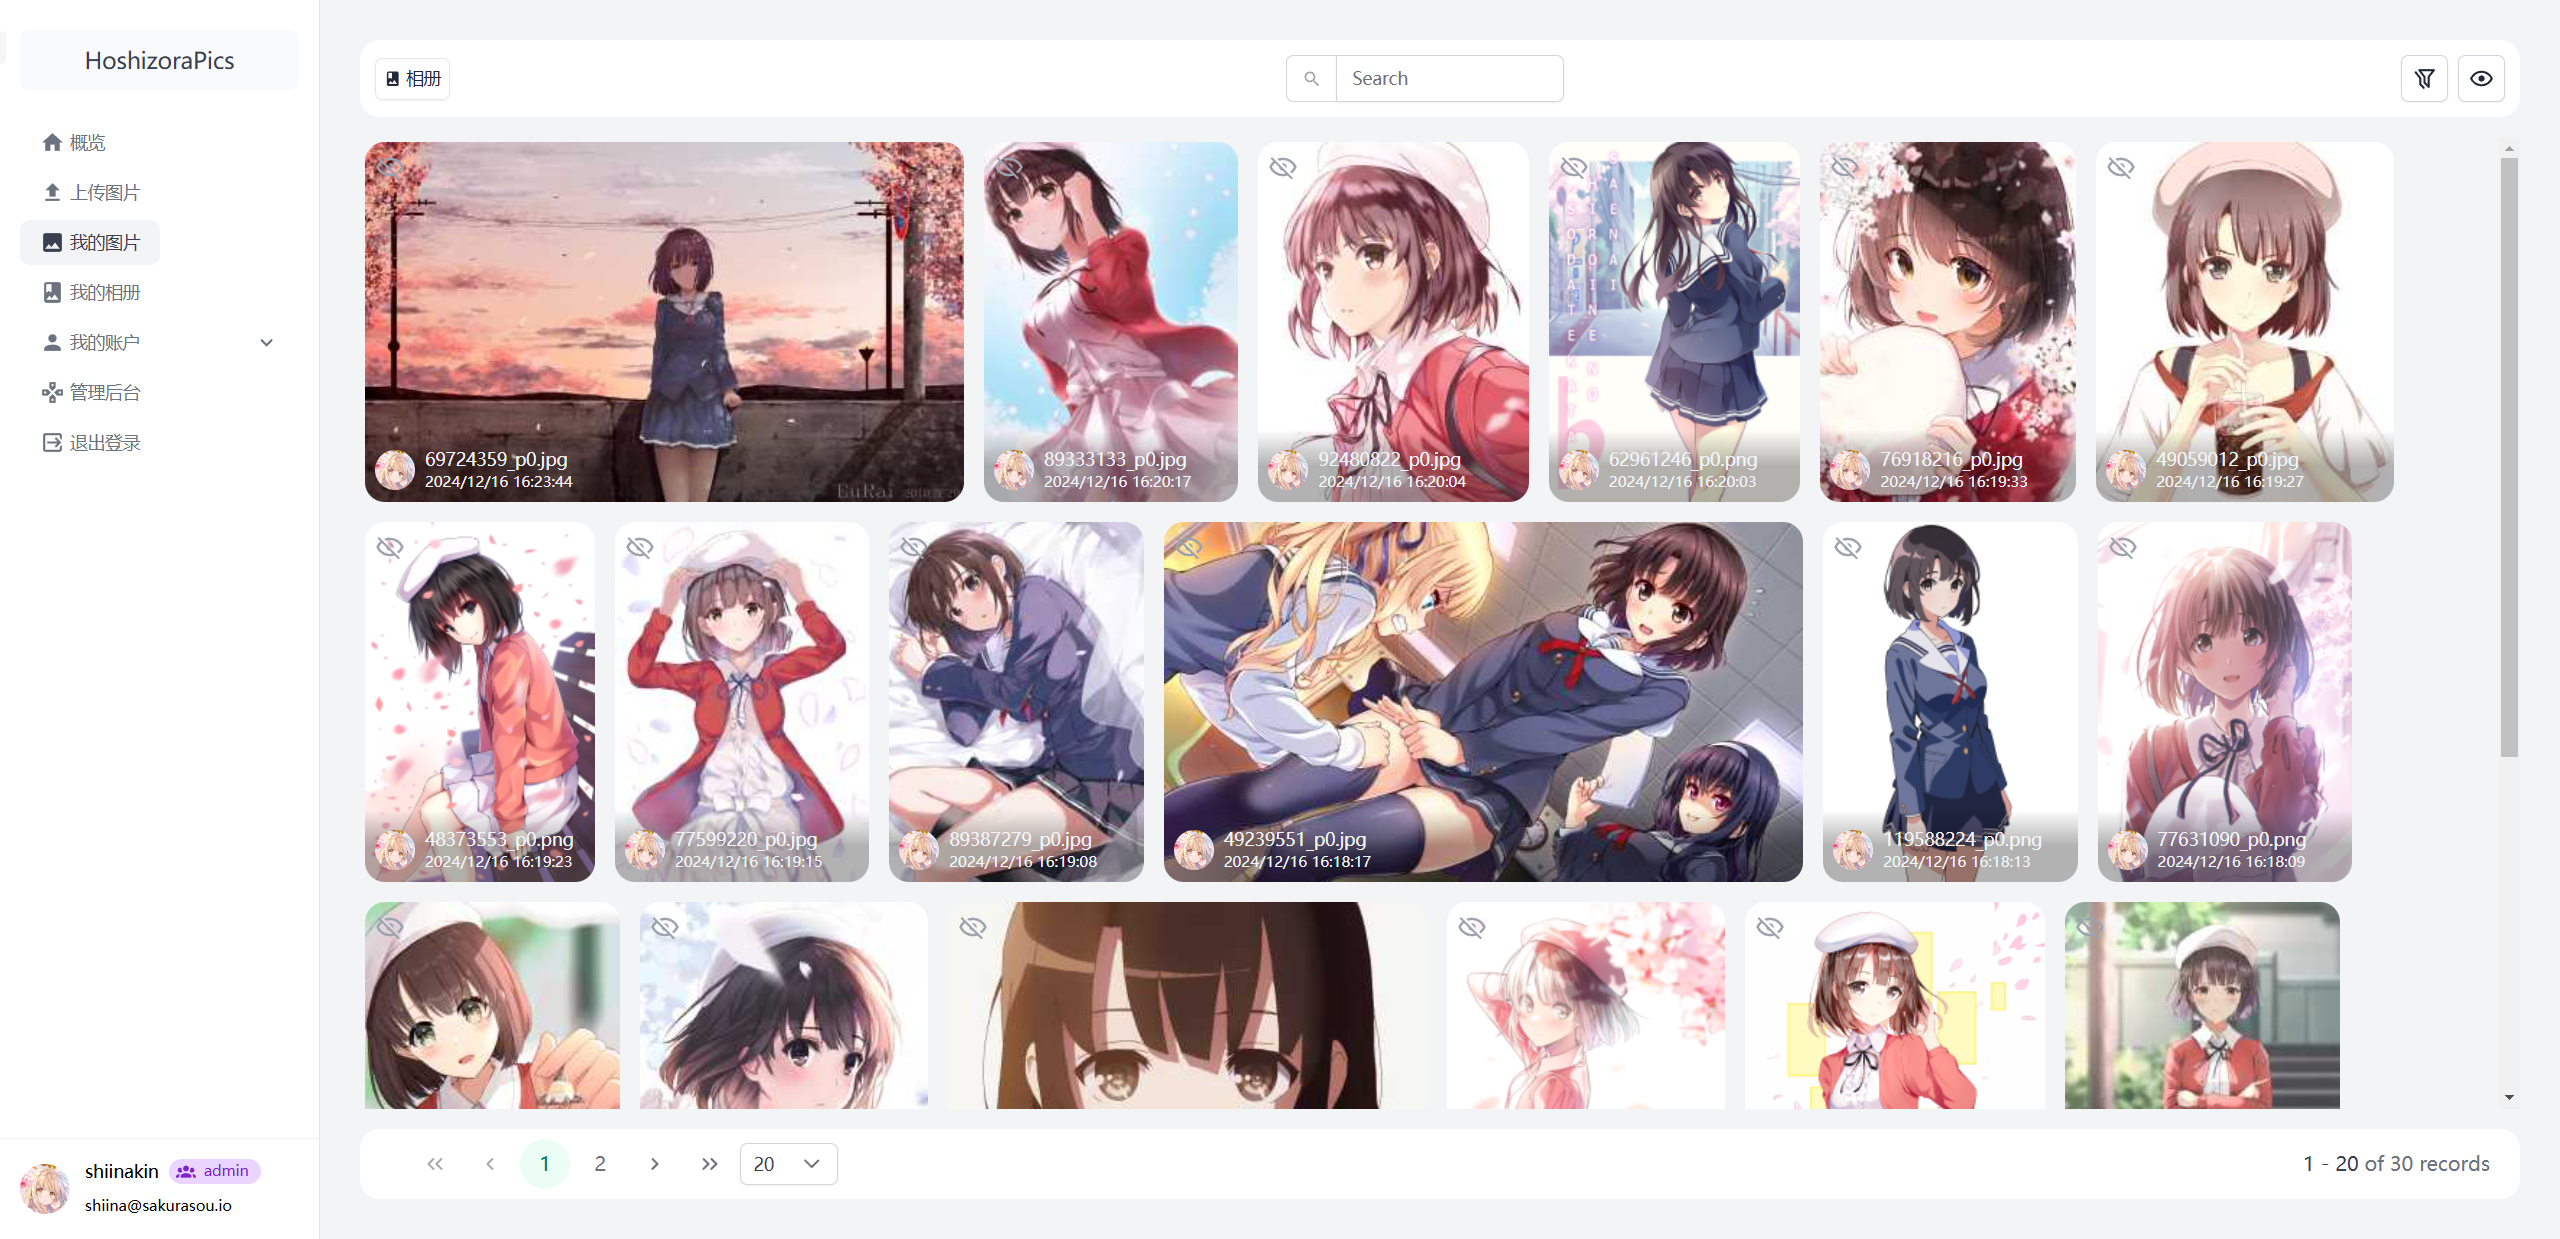 HoshizoraPics
概览
上传图片
我的图片
我的相册
我的账户
管理后台
退出登录
shiinakin
admin
shiina@sakurasou.io
相册
Search
69724359_p0.jpg
2024/12/16 16:23:44
EuRai
89333133_p0.jpg
2024/12/16 16:20:17
92480822_p0.jpg
2024/12/16 16:20:04
SAENAI
HIROINE NO
SODATEKATA
b
62961246_p0.png
2024/12/16 16:20:03
76918216_p0.jpg
2024/12/16 16:19:33
49059012_p0.jpg
2024/12/16 16:19:27
48373553_p0.png
2024/12/16 16:19:23
77599220_p0.jpg
2024/12/16 16:19:15
89387279_p0.jpg
2024/12/16 16:19:08
49239551_p0.jpg
2024/12/16 16:18:17
119588224_p0.png
2024/12/16 16:18:13
77631090_p0.png
2024/12/16 16:18:09
1
2
20
1 - 20 of 30 records